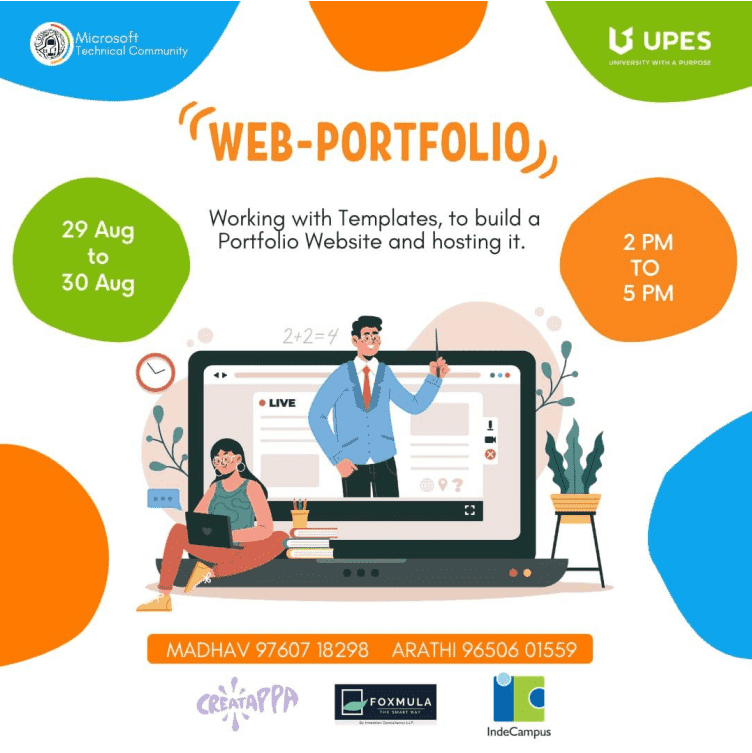 Microsoft
Technical Community
UPES
UNIVERSITY WITH A PURPOSE
WEB-PORTFOLIO
29 Aug
to
30 Aug
Working with Templates, to build a
Portfolio Website and hosting it.
2 PM
TO
5 PM
2+2=4
LIVE
?
MADHAV 97607 18298 ARATHI 96506 01559
CREATAPPA
FOXMULA
THE SMART WAY
IndeCampus